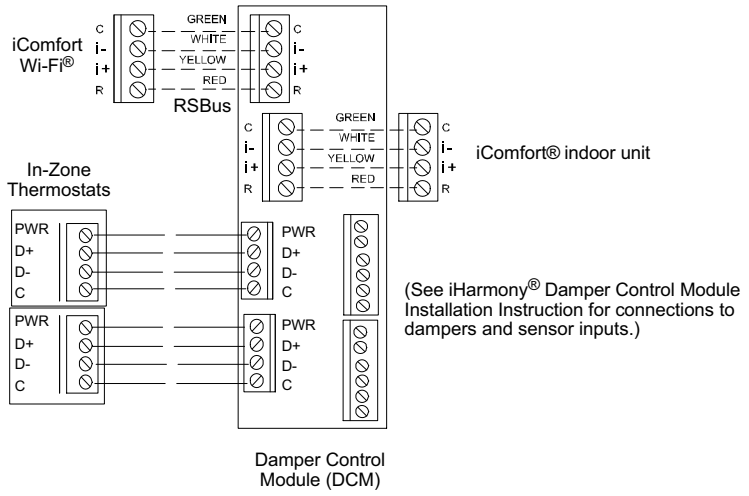 iComfort
Wi-Fi®
C
i-
i+
R
GREEN
WHITE
YELLOW
RED
RSBus
C
i-
i+
R
C
i-
i+
R
GREEN
WHITE
YELLOW
RED
C
i-
i+
R
iComfort® indoor unit
In-Zone
Thermostats
PWR
D+
D-
C
PWR
D+
D-
C
PWR
D+
D-
C
PWR
D+
D-
C
(See iHarmony® Damper Control Module
Installation Instruction for connections to
dampers and sensor inputs.)
Damper Control
Module (DCM)